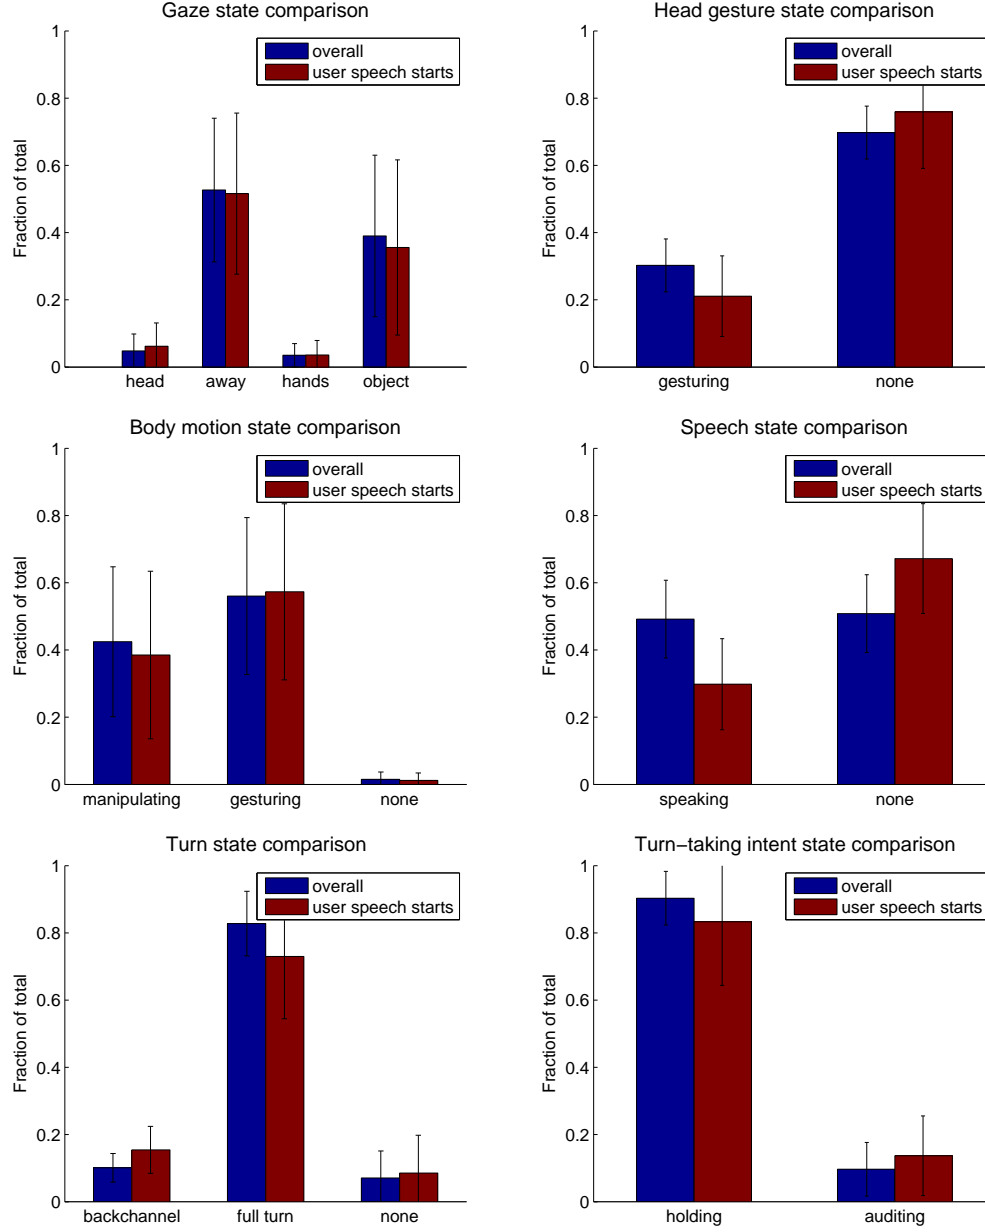 Gaze state comparison
1
0.8
0.6
0.4
0.2
0
Fraction of total
overall
user speech starts
head away hands object
Head gesture state comparison
1
0.8
0.6
0.4
0.2
0
Fraction of total
overall
user speech starts
gesturing none
Body motion state comparison
1
0.8
0.6
0.4
0.2
0
Fraction of total
overall
user speech starts
manipulating gesturing none
Speech state comparison
1
0.8
0.6
0.4
0.2
0
Fraction of total
overall
user speech starts
speaking none
Turn state comparison
1
0.8
0.6
0.4
0.2
0
Fraction of total
overall
user speech starts
backchannel full turn none
Turn−taking intent state comparison
1
0.8
0.6
0.4
0.2
0
Fraction of total
overall
user speech starts
holding auditing